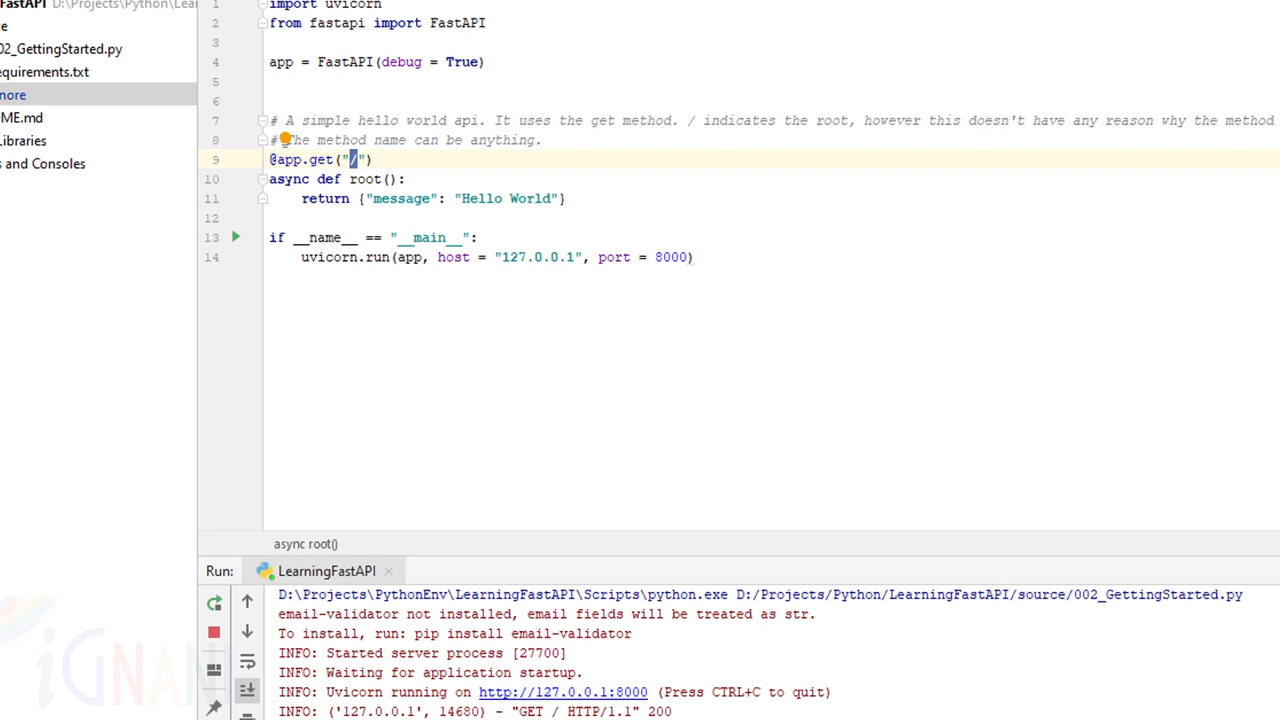 FastAPI D:\Projects\Python\Lear
02_GettingStarted.py
equirements.txt
nore
ME.md
Libraries
s and Consoles
1 import uvicorn
2 from fastapi import FastAPI
3
4 app = FastAPI(debug = True)
5
6
7 # A simple hello world api. It uses the get method. / indicates the root, however this doesn't have any reason why the method
8 # The method name can be anything.
9 @app.get("/")
10 async def root():
11 return {"message": "Hello World"}
12
13 if __name__ == "__main__":
14 uvicorn.run(app, host = "127.0.0.1", port = 8000)
async root()
Run: LearningFastAPI
D:\Projects\PythonEnv\LearningFastAPI\Scripts\python.exe D:/Projects/Python/LearningFastAPI/source/002_GettingStarted.py
email-validator not installed, email fields will be treated as str.
To install, run: pip install email-validator
INFO: Started server process [27700]
INFO: Waiting for application startup.
INFO: Uvicorn running on http://127.0.0.1:8000 (Press CTRL+C to quit)
INFO: ('127.0.0.1', 14680) - "GET / HTTP/1.1" 200
iGNAN